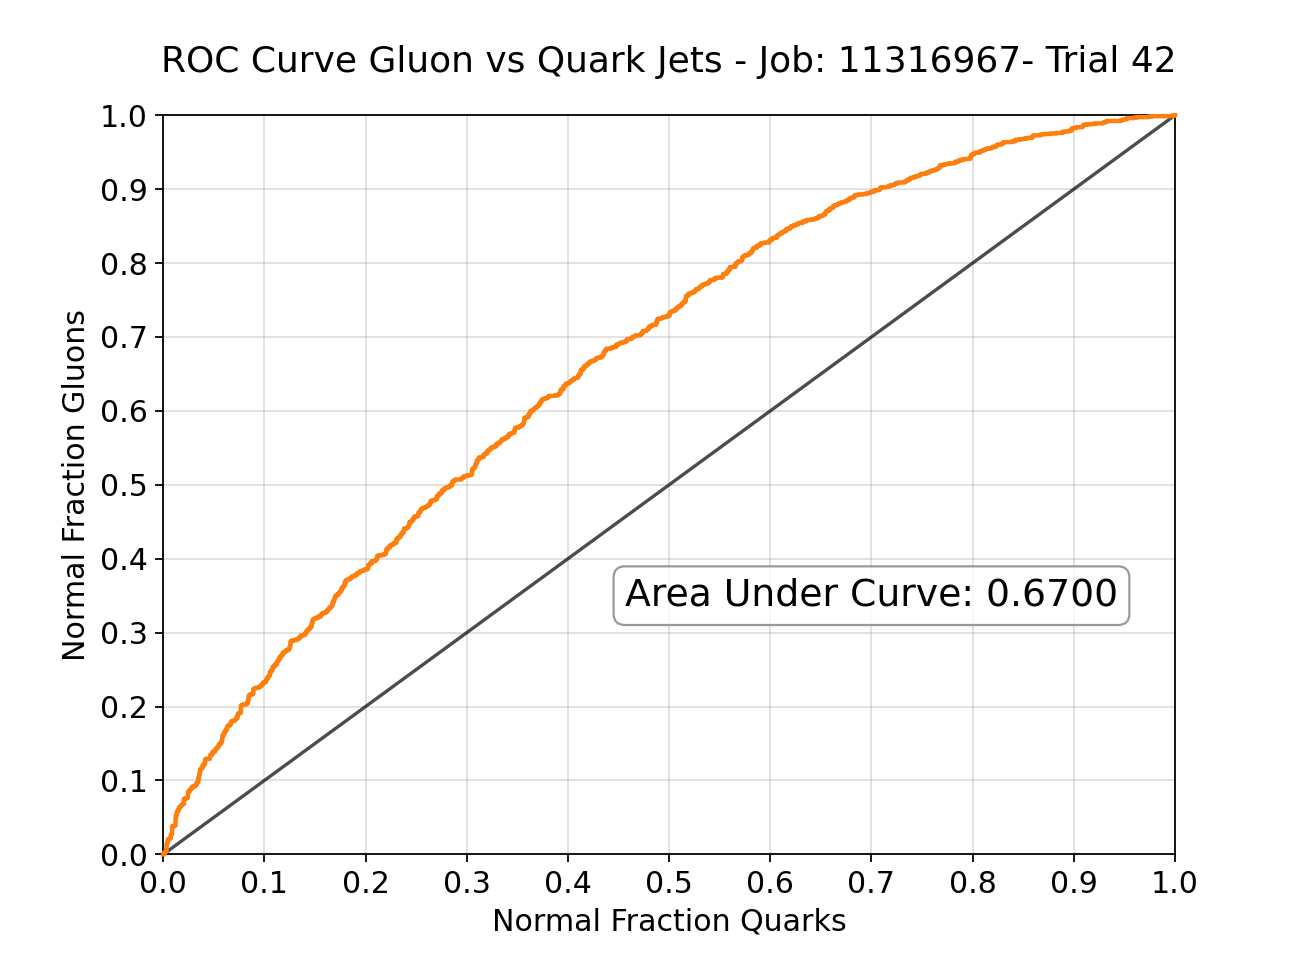 ROC Curve Gluon vs Quark Jets - Job: 11316967- Trial 42
1.0
0.9
0.8
0.7
0.6
0.5
0.4
0.3
0.2
0.1
0.0
Normal Fraction Gluons
Area Under Curve: 0.6700
0.0 0.1 0.2 0.3 0.4 0.5 0.6 0.7 0.8 0.9 1.0
Normal Fraction Quarks